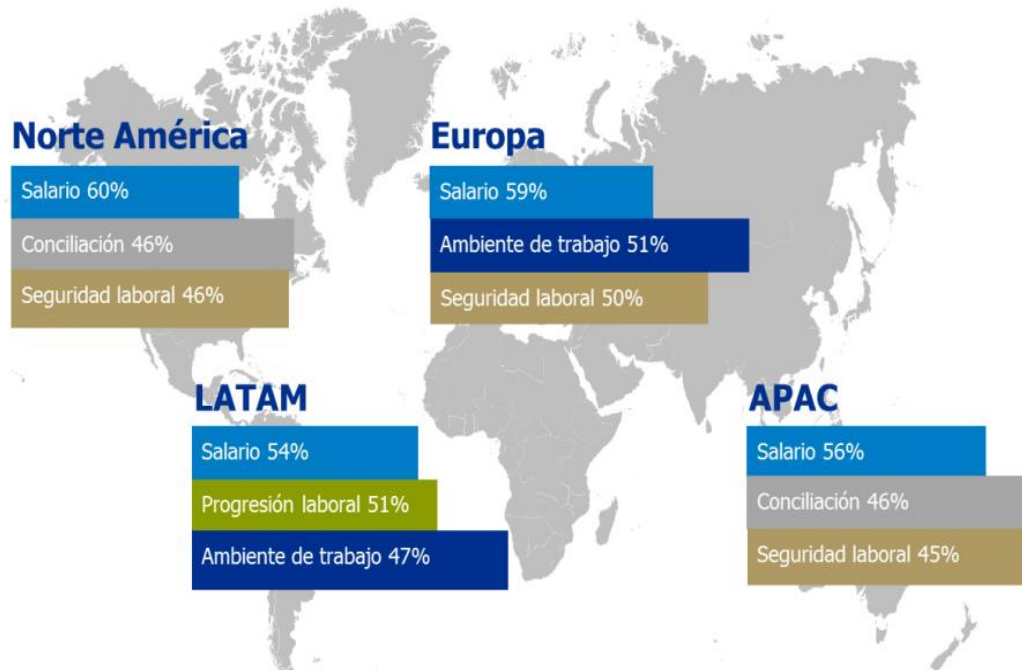 Norte América
Salario 60%
Conciliación 46%
Seguridad laboral 46%
Europa
Salario 59%
Ambiente de trabajo 51%
Seguridad laboral 50%
LATAM
Salario 54%
Progresión laboral 51%
Ambiente de trabajo 47%
APAC
Salario 56%
Conciliación 46%
Seguridad laboral 45%